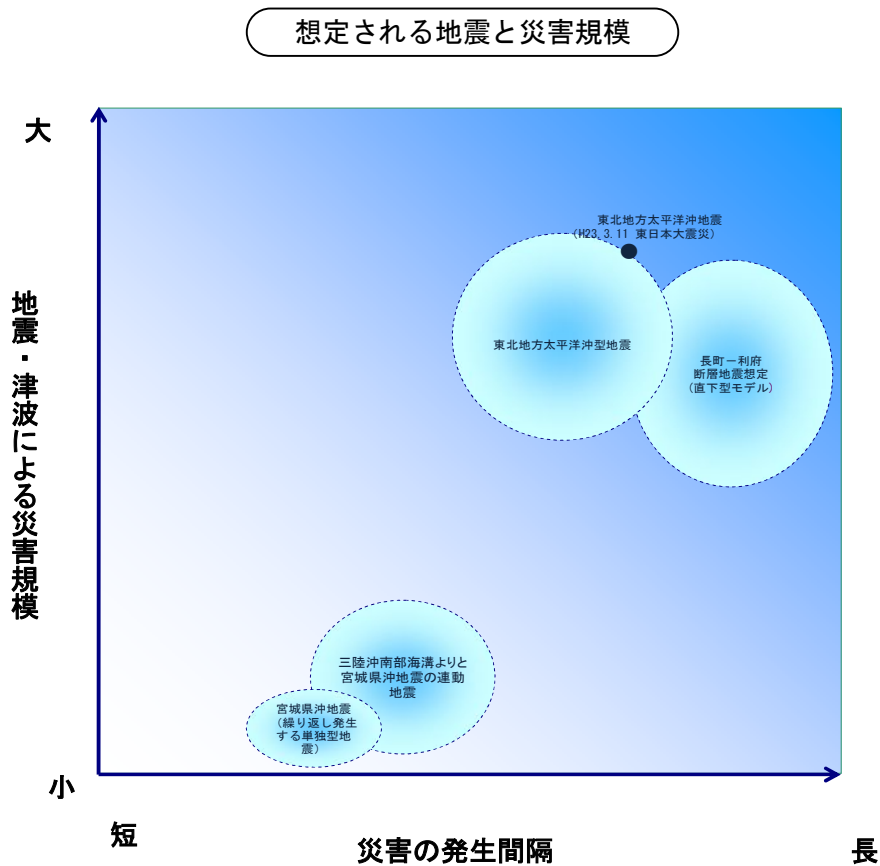 想定される地震と災害規模
大
東北地方太平洋沖地震
(H23.3.11 東日本大震災)
地震・津波による災害規模
東北地方太平洋沖型地震
長町－利府
断層地震想定
(直下型モデル)
三陸沖南部海溝よりと
宮城県沖地震の連動
地震
宮城県沖地震
(繰り返し発生
する単独型地
震)
小
短
災害の発生間隔
長